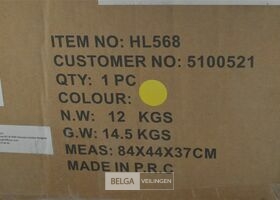 ITEM NO: HL568
CUSTOMER NO: 5100521
QTY: 1 PC
COLOUR:
N.W: 12 KGS
G.W: 14.5 KGS
MEAS: 84X44X37CM
MADE IN P.R.C
BELGA VEILINGEN